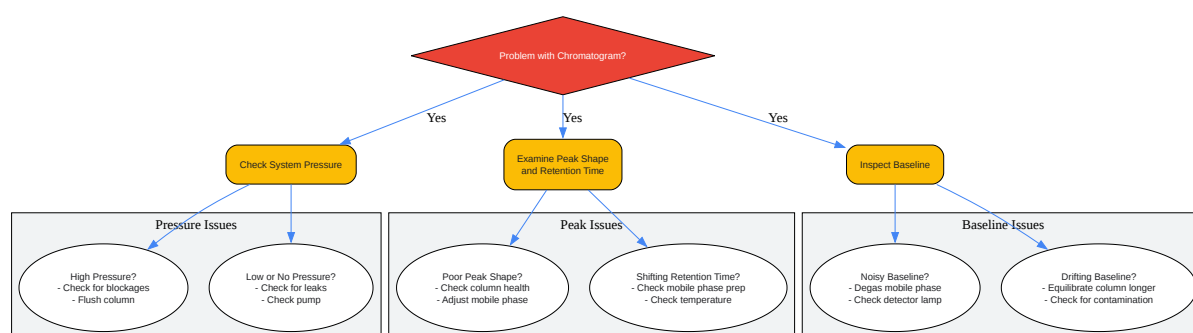 Problem with Chromatogram?
Yes
Yes
Yes
Check System Pressure
Examine Peak Shape
and Retention Time
Inspect Baseline
Pressure Issues
Peak Issues
Baseline Issues
High Pressure?
- Check for blockages
- Flush column
Low or No Pressure?
- Check for leaks
- Check pump
Poor Peak Shape?
- Check column health
- Adjust mobile phase
Shifting Retention Time?
- Check mobile phase prep
- Check temperature
Noisy Baseline?
- Degas mobile phase
- Check detector lamp
Drifting Baseline?
- Equilibrate column longer
- Check for contamination